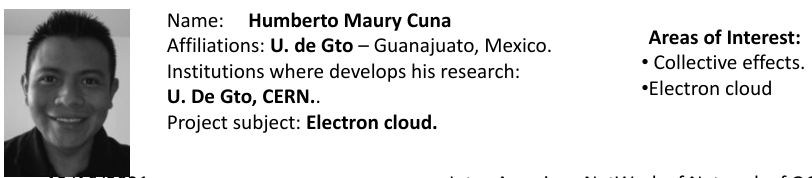 Name: Humberto Maury Cuna
Affiliations: U. de Gto – Guanajuato, Mexico.
Institutions where develops his research:
U. De Gto, CERN..
Project subject: Electron cloud.
Areas of Interest:
• Collective effects.
•Electron cloud